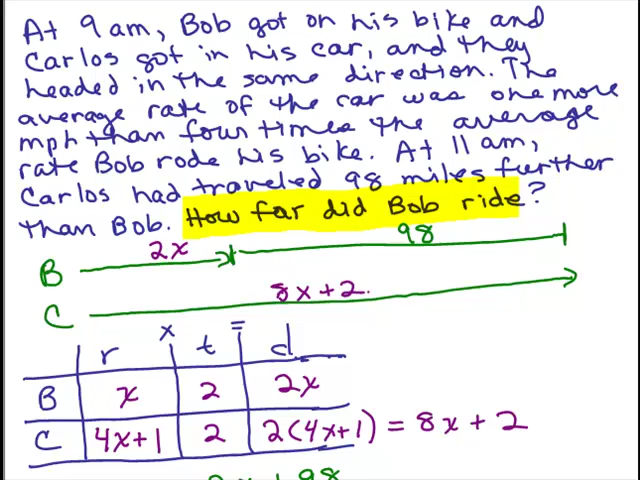 At 9 am, Bob got on his bike and
Carlos got in his car, and they
headed in the same direction. The
average rate of the car was one more
mph than four times the average
rate Bob rode his bike. At 11 am,
Carlos had traveled 98 miles further
than Bob. How far did Bob ride?
2x 98
B
8x+2.
C
r x t = d
B x 2 2x
C 4x+1 2 2(4x+1) = 8x+2
2x + 98